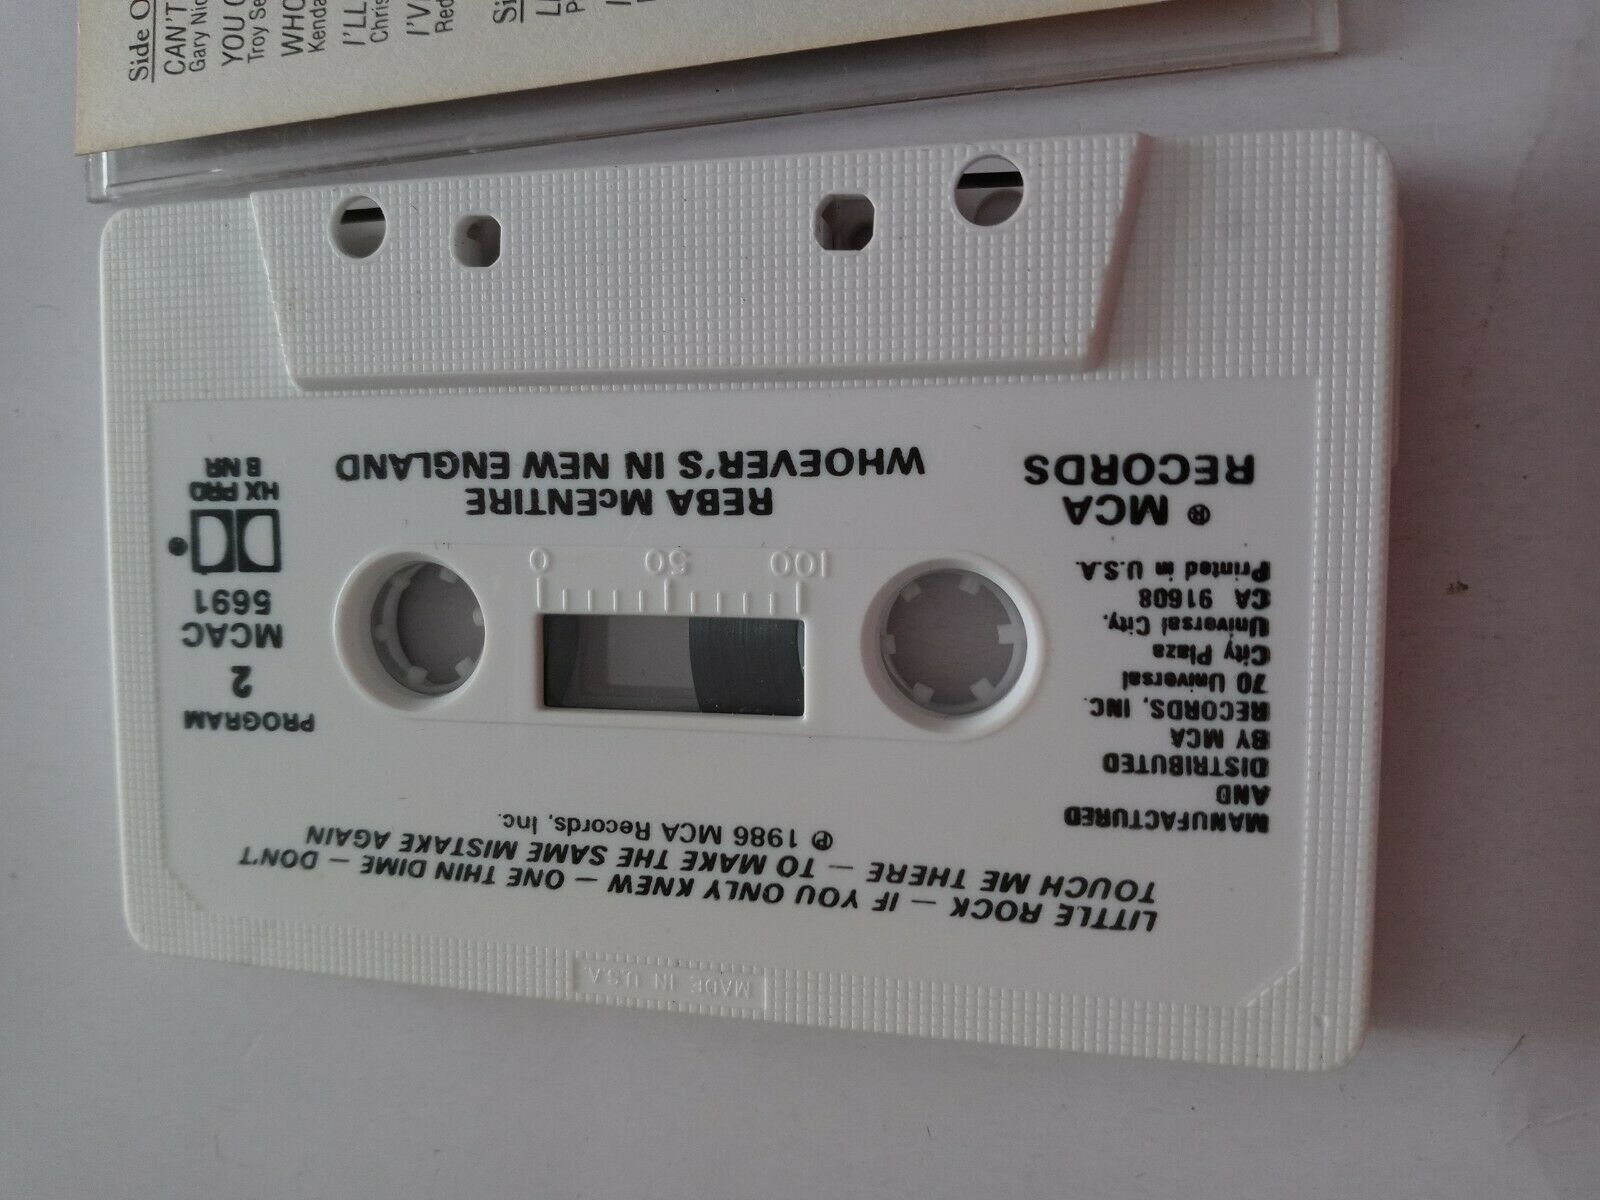 Side O
CAN'T
Gary Nic
YOU
Troy Se
WHO
Kenda
I'LL
Chris
I'V
Red
LITTLE ROCK — IF YOU ONLY KNEW — ONE THIN DIME — DON'T
TOUCH ME THERE — TO MAKE THE SAME MISTAKE AGAIN
℗ 1986 MCA Records, Inc.
MANUFACTURED
AND
DISTRIBUTED
BY MCA
RECORDS, INC.
70 Universal
City Plaza
Universal City,
CA 91608
Printed in U.S.A.
PROGRAM
2
MCAC
5691
HX PRO
B NR
100 50 0
® MCA
RECORDS
REBA McENTIRE
WHOEVER'S IN NEW ENGLAND
MADE IN U.S.A.